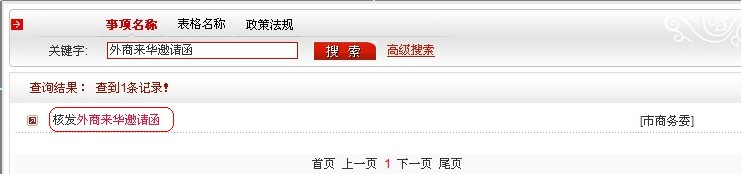 事项名称 表格名称 政策法规
关键字: 外商来华邀请函 搜 索 高级搜索
查询结果： 查到1条记录!
核发外商来华邀请函 [市商务委]
首页 上一页 1 下一页 尾页